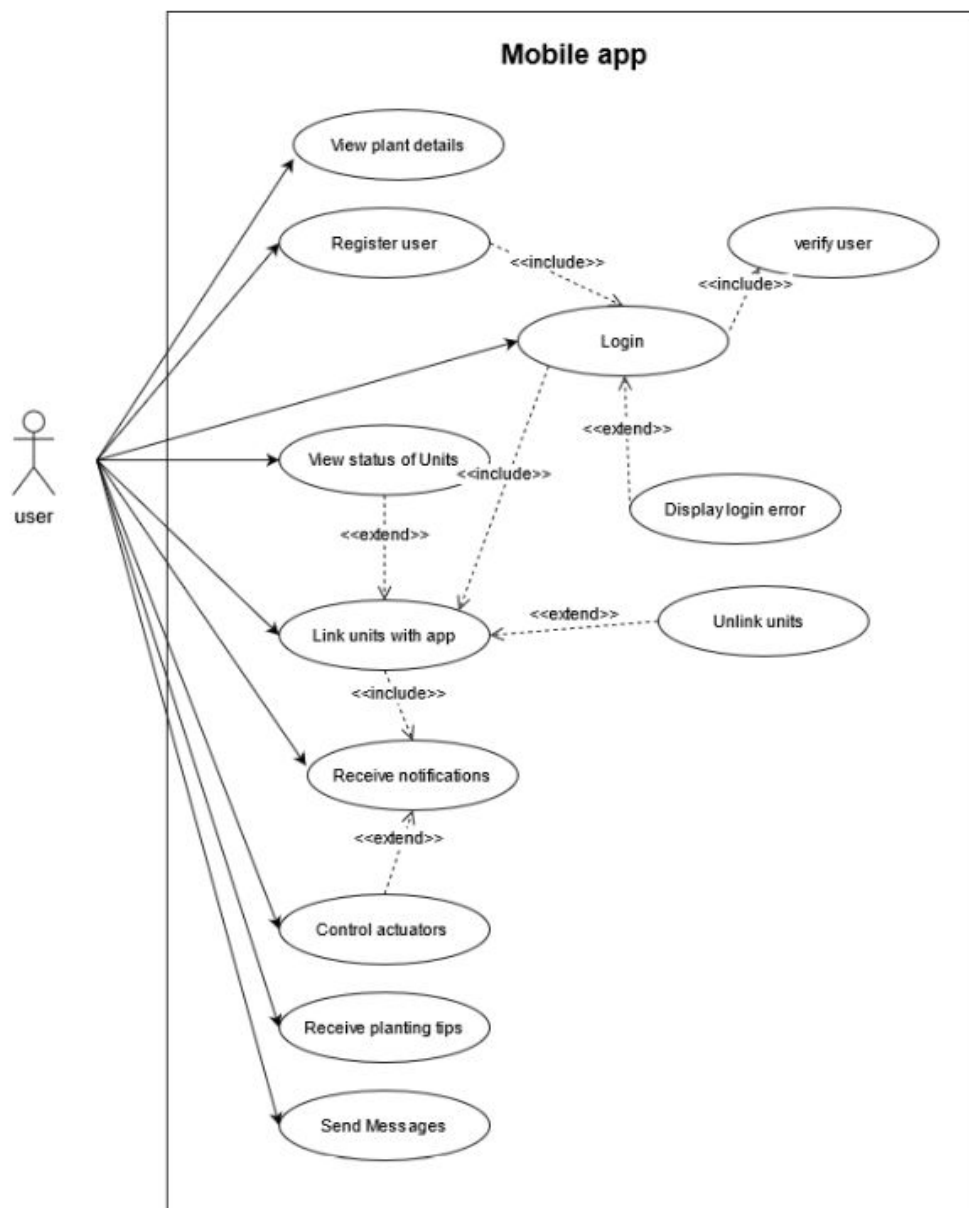 Mobile app
View plant details
Register user
verify user
<<include>>
<<include>>
Login
<<extend>>
View status of Units
<<include>>
user
Display login error
<<extend>>
<<extend>>
Unlink units
Link units with app
<<include>>
Receive notifications
<<extend>>
Control actuators
Receive planting tips
Send Messages